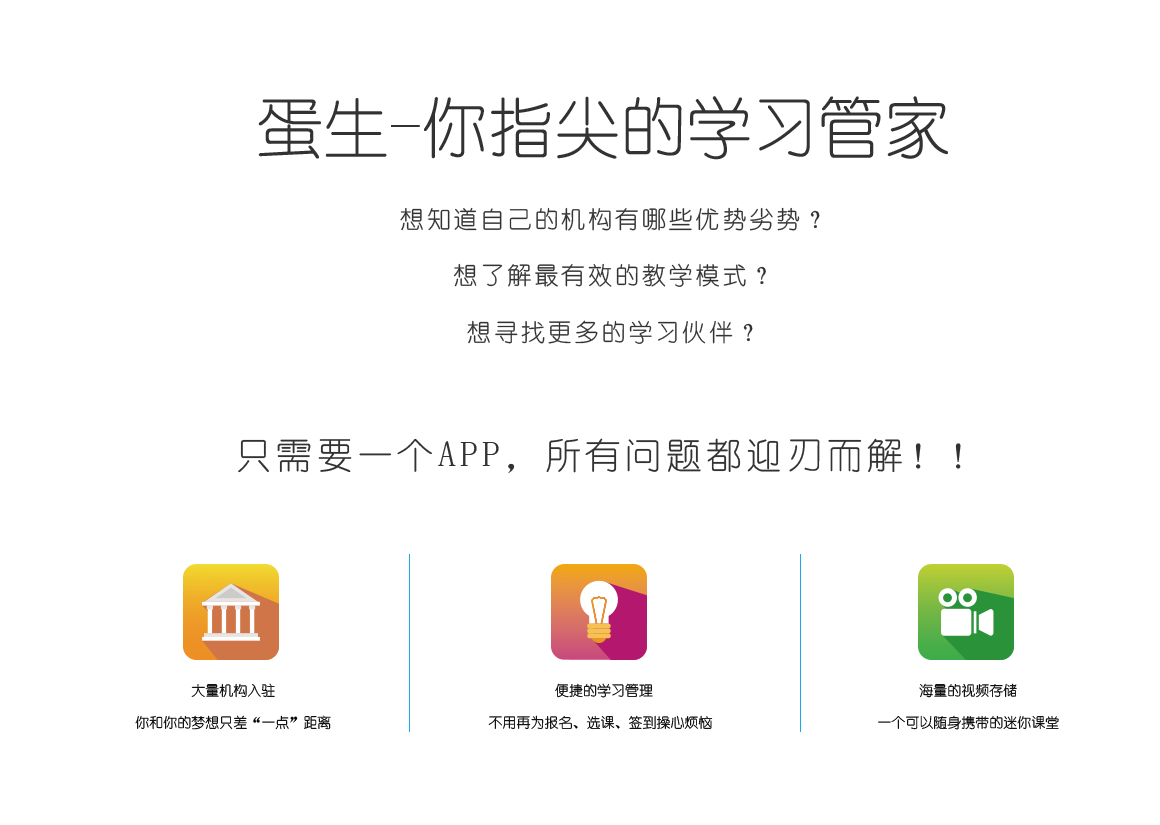 蛋生-你指尖的学习管家
想知道自己的机构有哪些优势劣势？
想了解最有效的教学模式？
想寻找更多的学习伙伴？
只需要一个APP，所有问题都迎刃而解！！
大量机构入驻
你和你的梦想只差“一点”距离
便捷的学习管理
不用再为报名、选课、签到操心烦恼
海量的视频存储
一个可以随身携带的迷你课堂